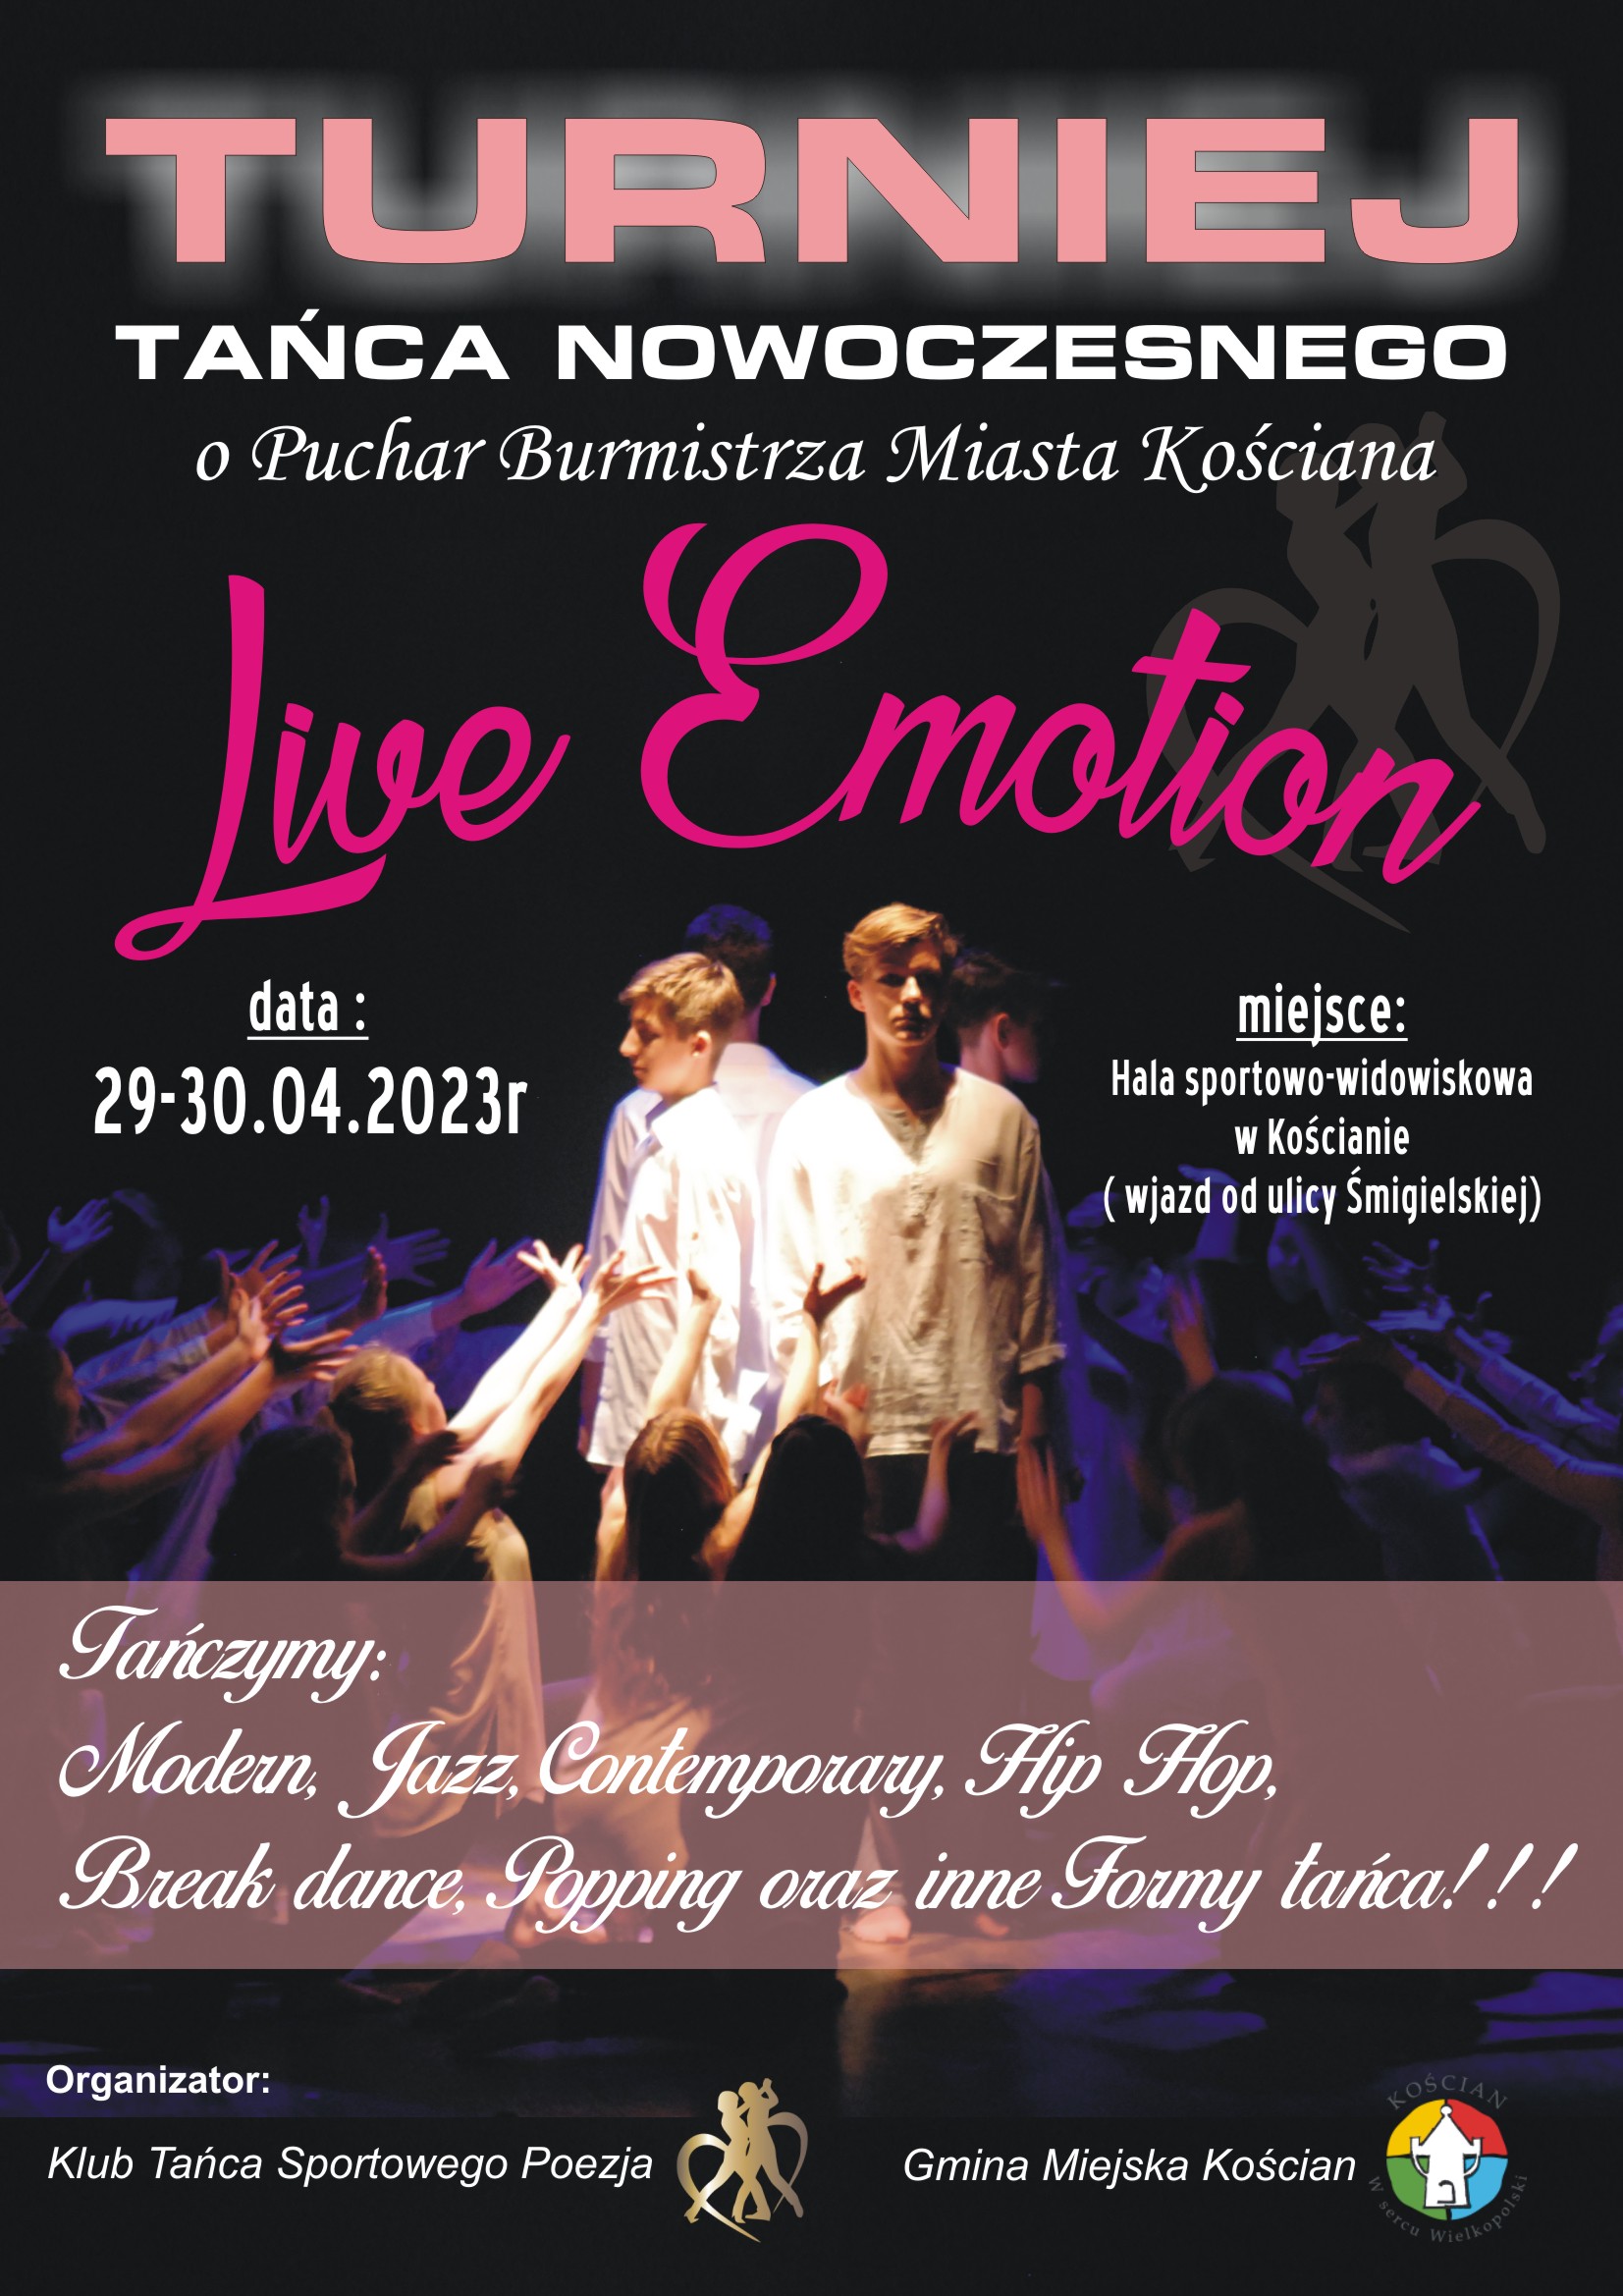 TURNIEJ
TAŃCA NOWOCZESNEGO
o Puchar Burmistrza Miasta Kościana
Live Emotion
data :
29-30.04.2023r
miejsce:
Hala sportowo-widowiskowa
w Kościanie
( wjazd od ulicy Śmigielskiej)
Tańczymy:
Modern, Jazz, Contemporary, Hip Hop,
Break dance, Popping oraz inne Formy tańca!!!
Organizator:
Klub Tańca Sportowego Poezja
Gmina Miejska Kościan
KOŚCIAN
W sercu Wielkopolski